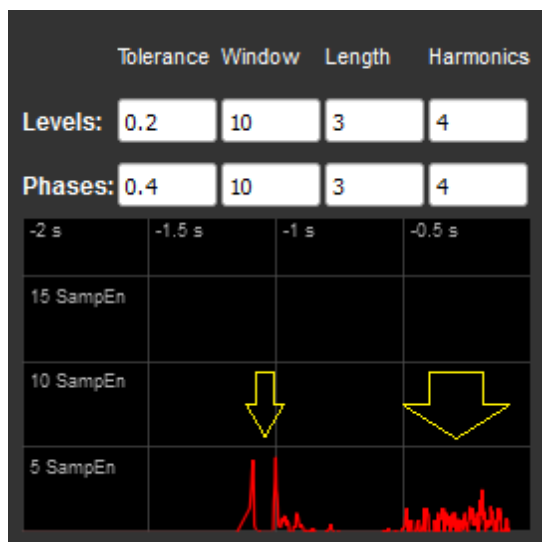 Tolerance Window Length Harmonics
Levels: 0.2 10 3 4
Phases: 0.4 10 3 4
-2 s -1.5 s -1 s -0.5 s
15 SampEn
10 SampEn
5 SampEn